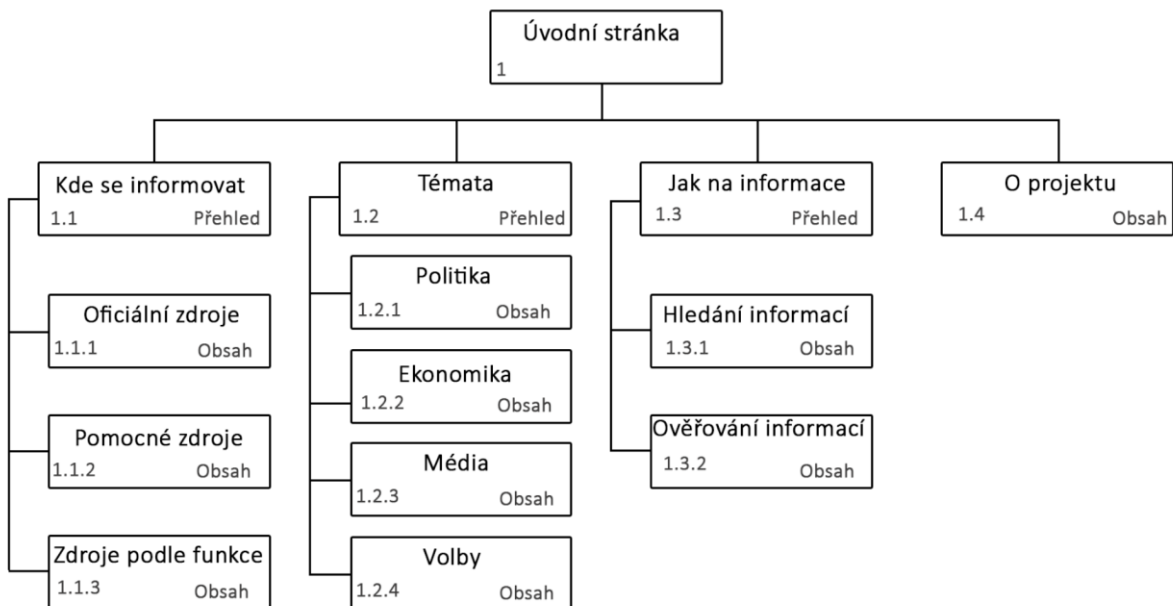 Úvodní stránka
1
Kde se informovat
1.1 Přehled
Oficiální zdroje
1.1.1 Obsah
Pomocné zdroje
1.1.2 Obsah
Zdroje podle funkce
1.1.3 Obsah
Témata
1.2 Přehled
Politika
1.2.1 Obsah
Ekonomika
1.2.2 Obsah
Média
1.2.3 Obsah
Volby
1.2.4 Obsah
Jak na informace
1.3 Přehled
Hledání informací
1.3.1 Obsah
Ověřování informací
1.3.2 Obsah
O projektu
1.4 Obsah